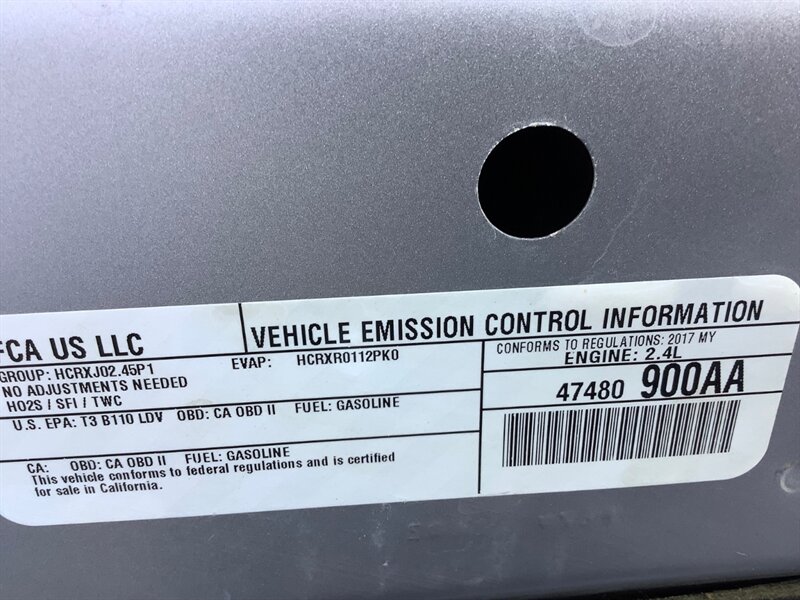 FCA US LLC
VEHICLE EMISSION CONTROL INFORMATION
GROUP: HCRXJ02.45P1
EVAP: HCRXR0112PK0
NO ADJUSTMENTS NEEDED
HO2S / SFI / TWC
CONFORMS TO REGULATIONS: 2017 MY
ENGINE: 2.4L
U.S. EPA: T3 B110 LDV OBD: CA OBD II FUEL: GASOLINE
47480 900AA
CA: OBD: CA OBD II FUEL: GASOLINE
This vehicle conforms to federal regulations and is certified
for sale in California.